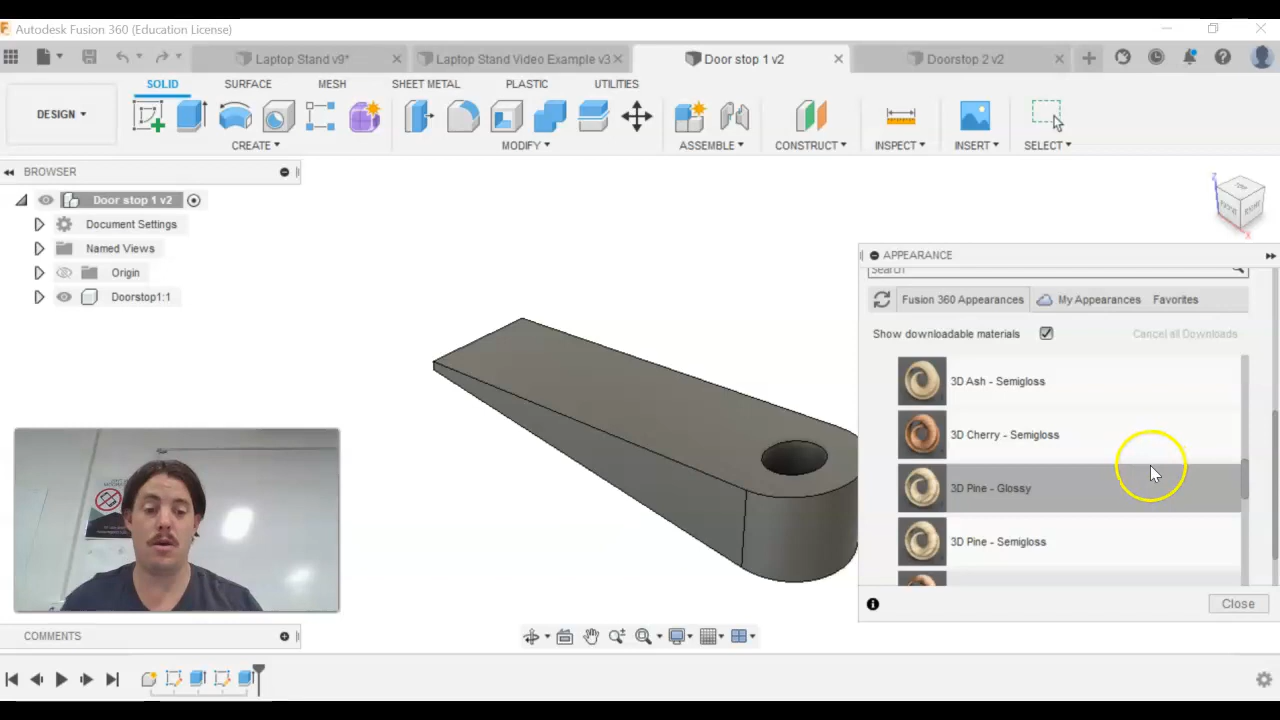 Autodesk Fusion 360 (Education License)
Laptop Stand v9*
Laptop Stand Video Example v3
Door stop 1 v2
Doorstop 2 v2
SOLID
SURFACE
MESH
SHEET METAL
PLASTIC
UTILITIES
DESIGN
CREATE
MODIFY
ASSEMBLE
CONSTRUCT
INSPECT
INSERT
SELECT
BROWSER
Door stop 1 v2
Document Settings
Named Views
Origin
Doorstop1:1
Z
TOP
RIGHT
X
APPEARANCE
Search
Fusion 360 Appearances
My Appearances
Favorites
Show downloadable materials
Cancel all Downloads
3D Ash - Semigloss
3D Cherry - Semigloss
3D Pine - Glossy
3D Pine - Semigloss
Close
COMMENTS